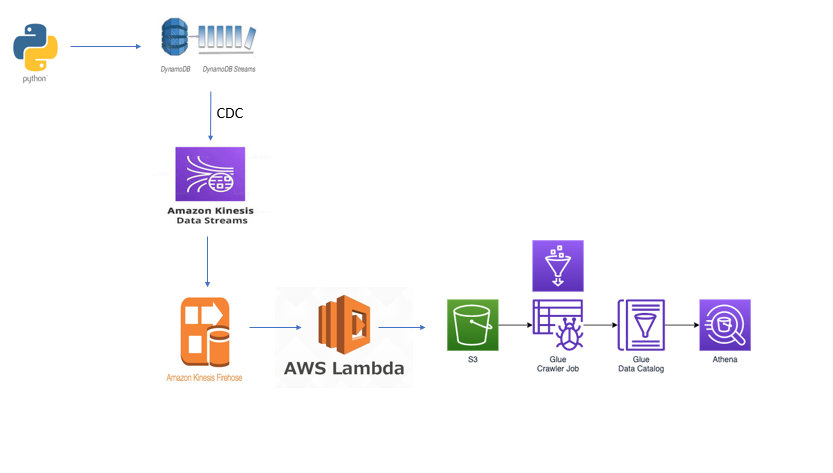 python
DynamoDB
DynamoDB Streams
CDC
Amazon Kinesis
Data Streams
Amazon Kinesis Firehose
AWS Lambda
S3
Glue
Crawler Job
Glue
Data Catalog
Athena